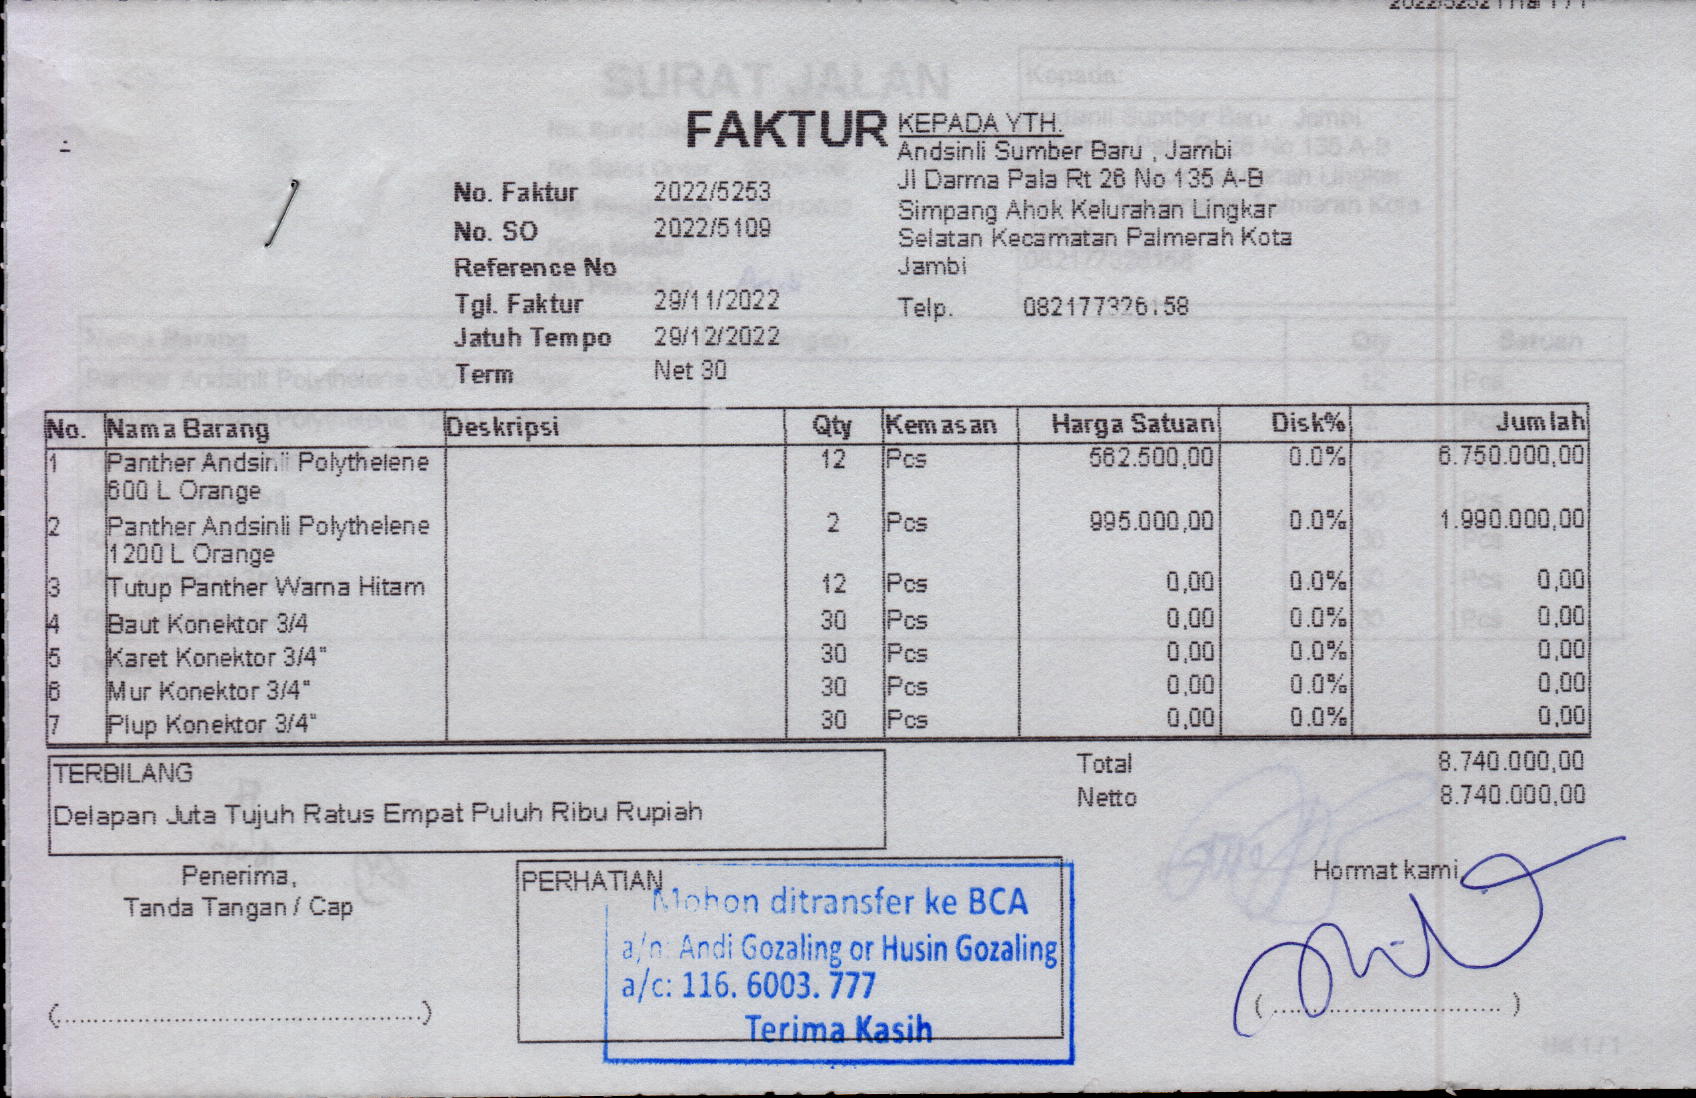 FAKTUR
KEPADA YTH.
Andsinli Sumber Baru , Jambi
Jl Darma Pala Rt 26 No 135 A-B
Simpang Ahok Kelurahan Lingkar
Selatan Kecamatan Palmerah Kota
Jambi
Telp. 082177326158
No. Faktur 2022/5253
No. SO 2022/5109
Reference No
Tgl. Faktur 29/11/2022
Jatuh Tempo 29/12/2022
Term Net 30
No. Nama Barang Deskripsi Qty Kemasan Harga Satuan Disk% Jumlah
1 Panther Andsinli Polythelene 12 Pcs 562.500,00 0.0% 6.750.000,00
600 L Orange
2 Panther Andsinli Polythelene 2 Pcs 995.000,00 0.0% 1.990.000,00
1200 L Orange
3 Tutup Panther Warna Hitam 12 Pcs 0,00 0.0% 0,00
4 Baut Konektor 3/4 30 Pcs 0,00 0.0% 0,00
5 Karet Konektor 3/4" 30 Pcs 0,00 0.0% 0,00
6 Mur Konektor 3/4" 30 Pcs 0,00 0.0% 0,00
7 Plup Konektor 3/4" 30 Pcs 0,00 0.0% 0,00
Total 8.740.000,00
Netto 8.740.000,00
TERBILANG
Delapan Juta Tujuh Ratus Empat Puluh Ribu Rupiah
Penerima,
Tanda Tangan / Cap
(............................................)
PERHATIAN
Mohon ditransfer ke BCA
a/n: Andi Gozaling or Husin Gozaling
a/c: 116. 6003. 777
Terima Kasih
Hormat kami,
(............................)